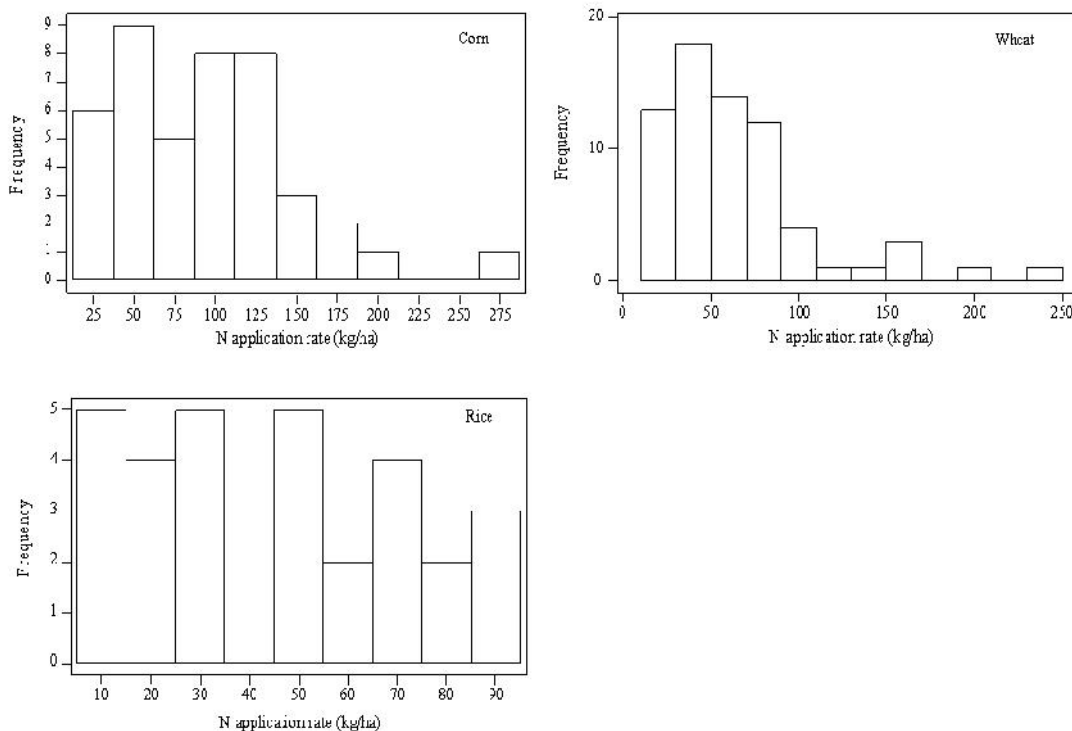 Corn
Frequency
9
8
7
6
5
4
3
2
1
0
25 50 75 100 125 150 175 200 225 250 275
N application rate (kg/ha)
Wheat
Frequency
20
10
0
0 50 100 150 200 250
N application rate (kg/ha)
Rice
Frequency
5
4
3
2
1
0
10 20 30 40 50 60 70 80 90
N application rate (kg/ha)